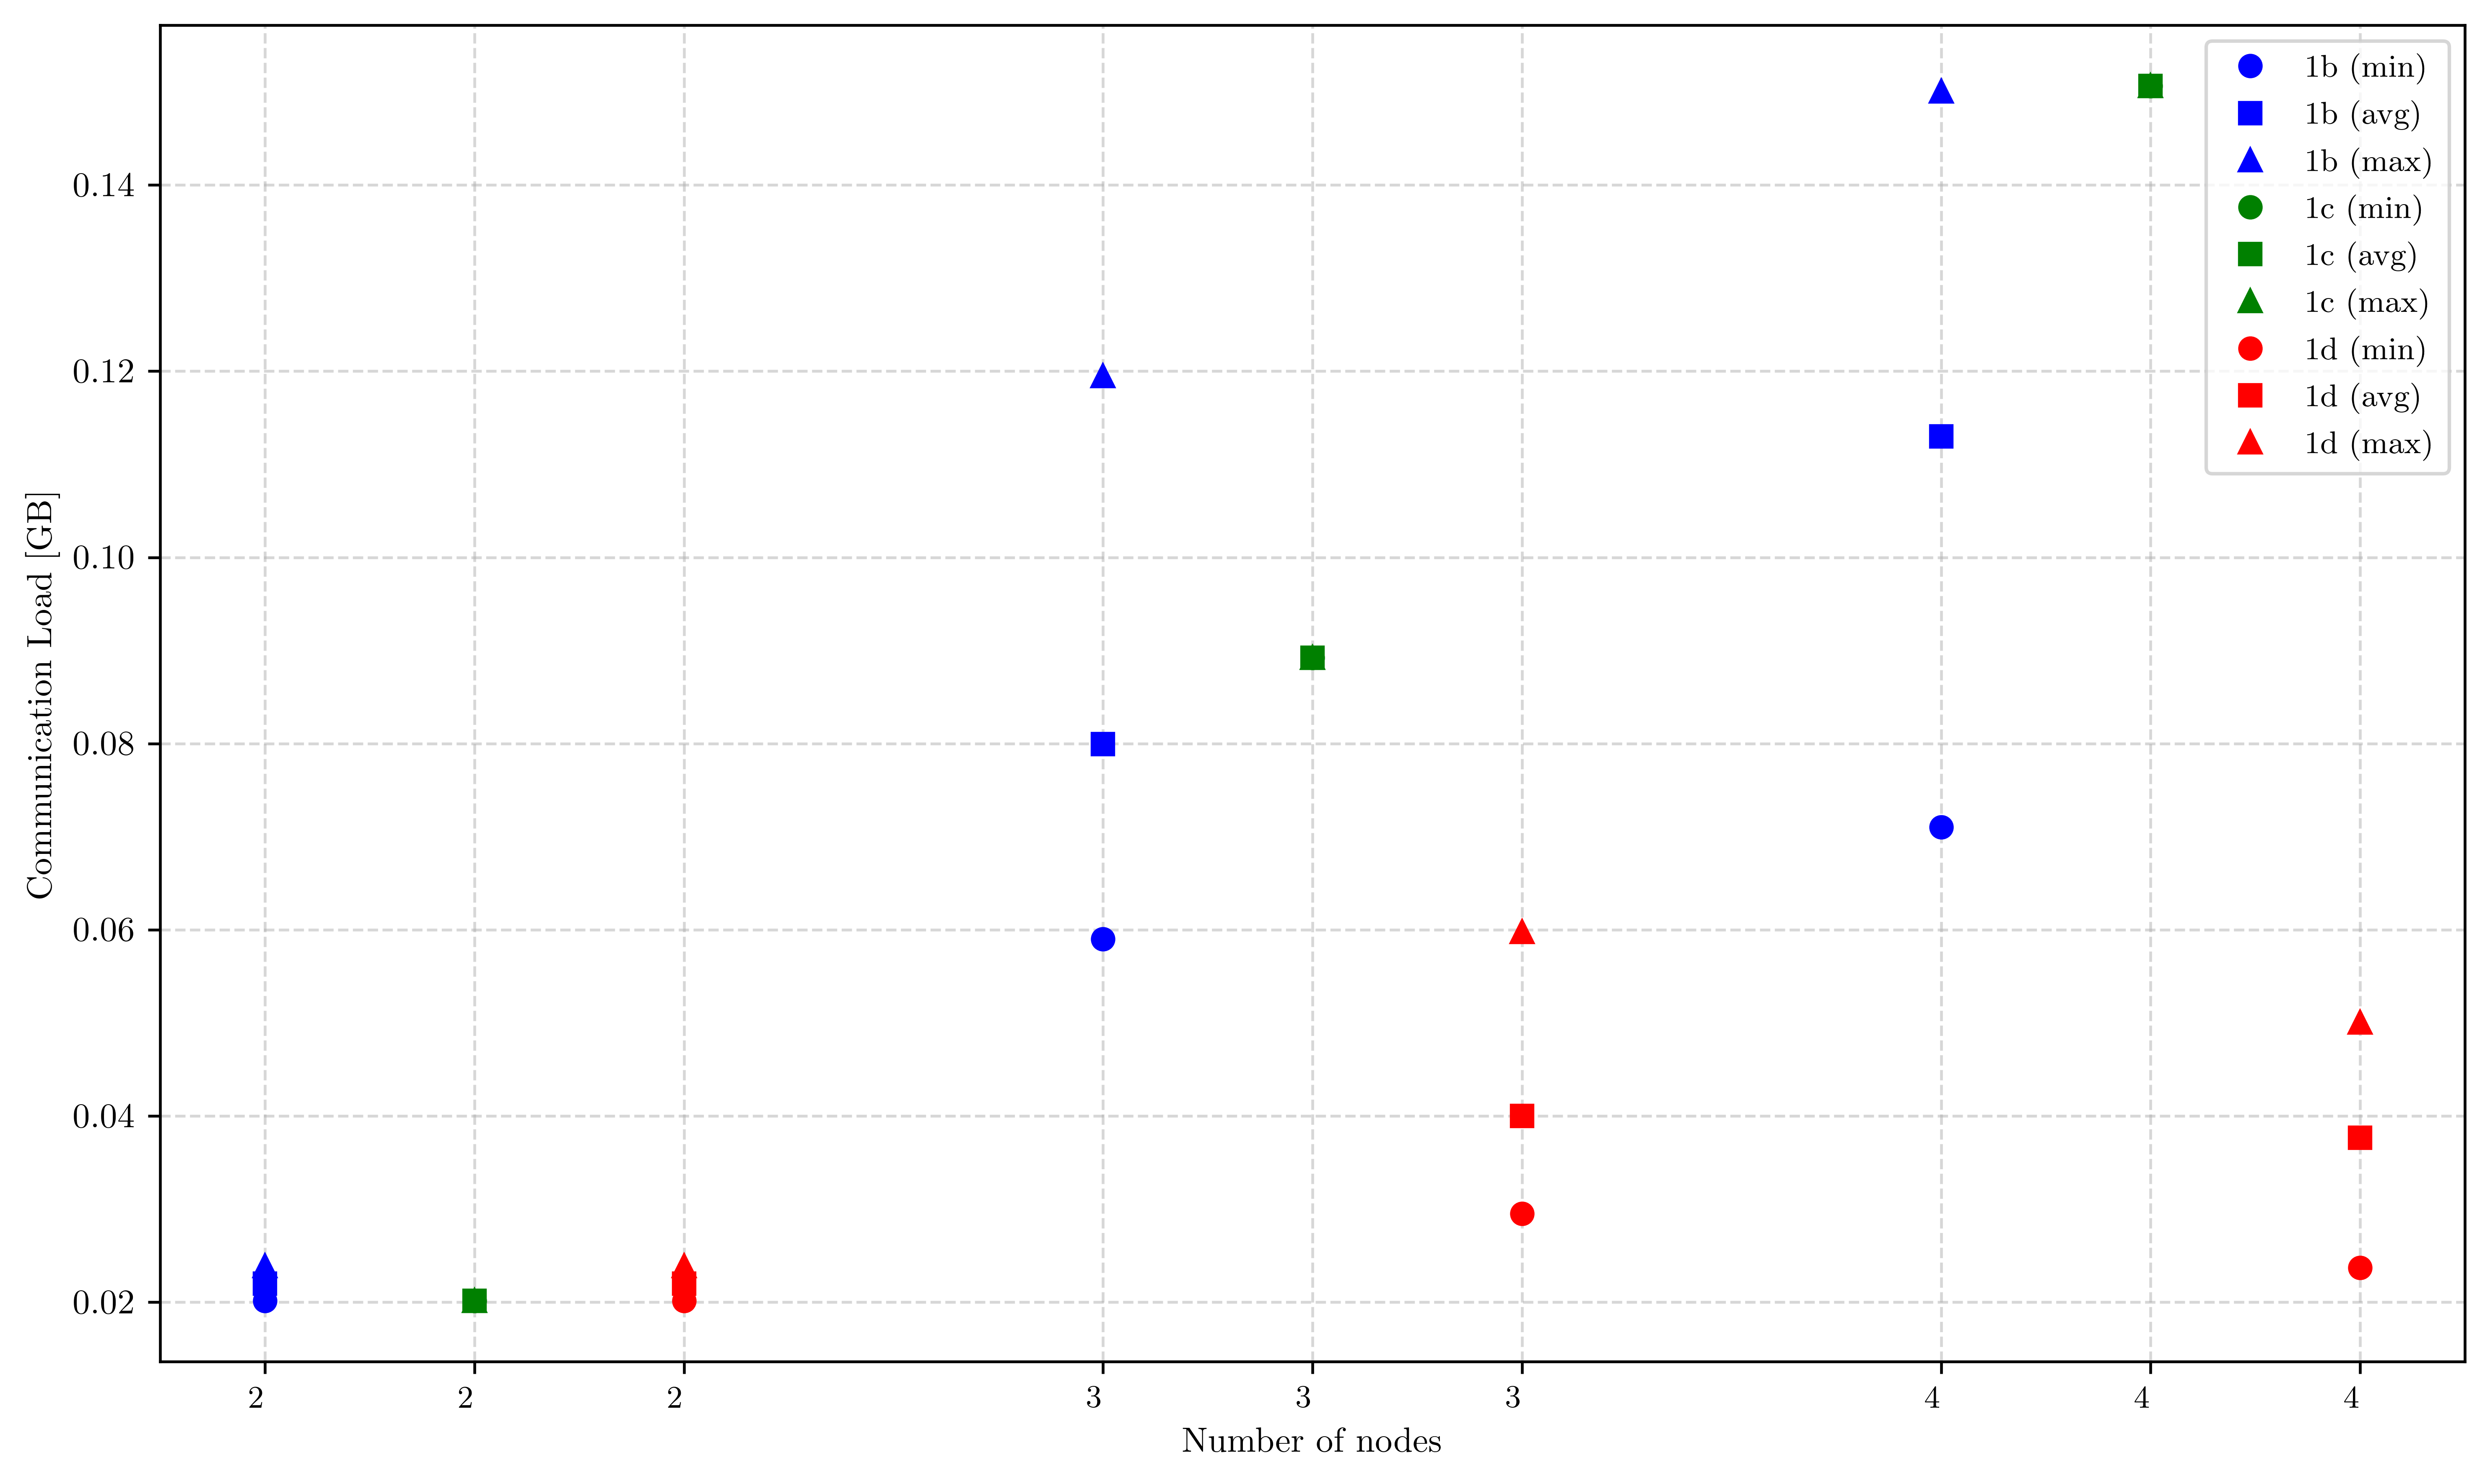 1b (min)
1b (avg)
1b (max)
1c (min)
1c (avg)
1c (max)
1d (min)
1d (avg)
1d (max)
0.14
0.12
0.10
0.08
0.06
0.04
0.02
Communication Load [GB]
2 2 2 3 3 3 4 4 4
Number of nodes